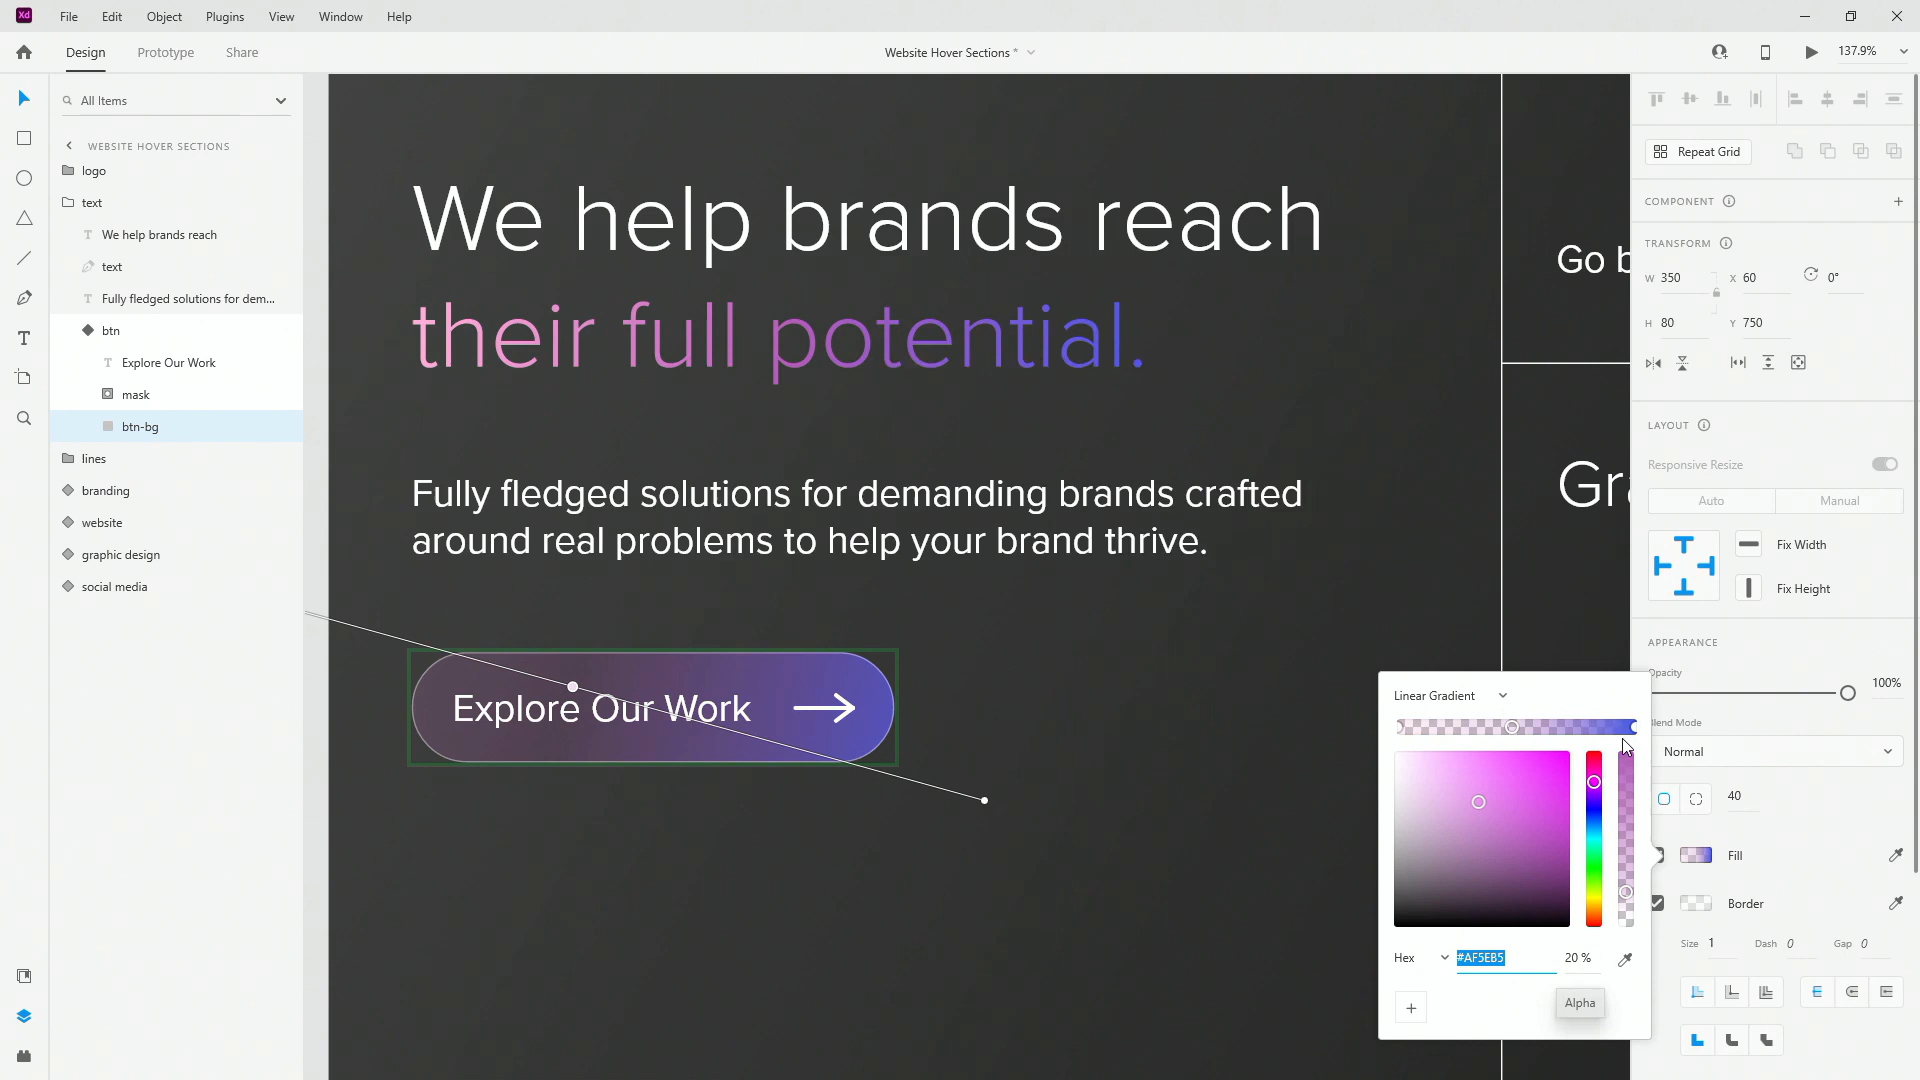 Xd
File Edit Object Plugins View Window Help
Design Prototype Share
Website Hover Sections *
137.9%
All Items
WEBSITE HOVER SECTIONS
logo
text
We help brands reach
text
Fully fledged solutions for dem...
btn
Explore Our Work
mask
btn-bg
lines
branding
website
graphic design
social media
We help brands reach
their full potential.
Fully fledged solutions for demanding brands crafted
around real problems to help your brand thrive.
Explore Our Work
Go b
Gr
Linear Gradient
Hex #AF5EB5 20 %
Alpha
Repeat Grid
COMPONENT
TRANSFORM
W 350 X 60 0°
H 80 Y 750
LAYOUT
Responsive Resize
Auto Manual
Fix Width
Fix Height
APPEARANCE
Opacity
100%
Blend Mode
Normal
40
Fill
Border
Size 1 Dash 0 Gap 0